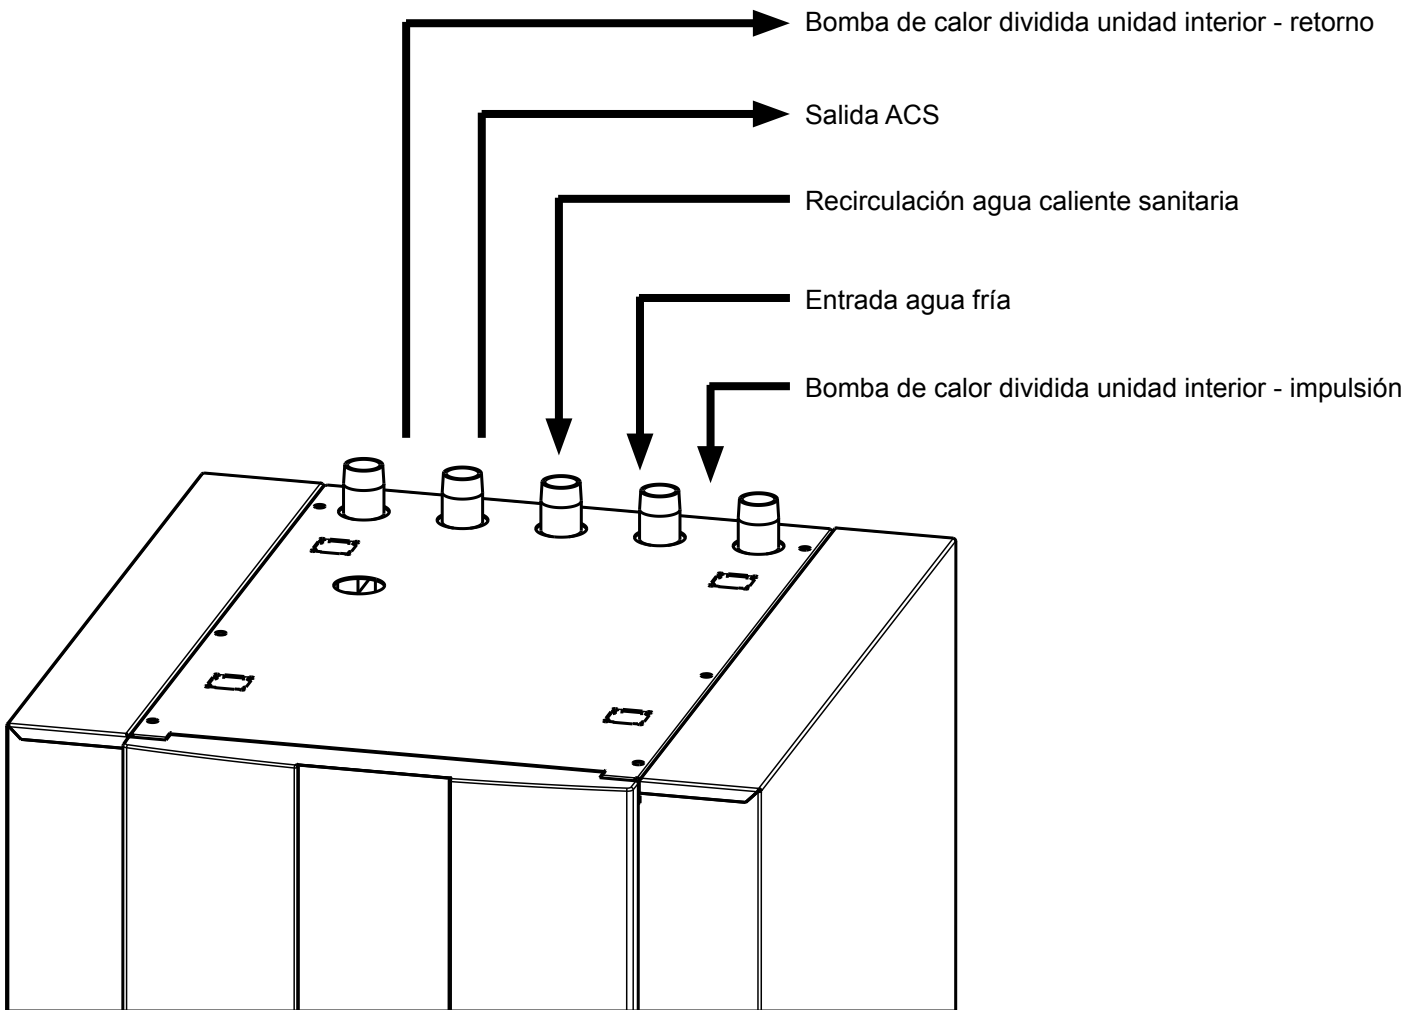 Bomba de calor dividida unidad interior - retorno
Salida ACS
Recirculación agua caliente sanitaria
Entrada agua fría
Bomba de calor dividida unidad interior - impulsión